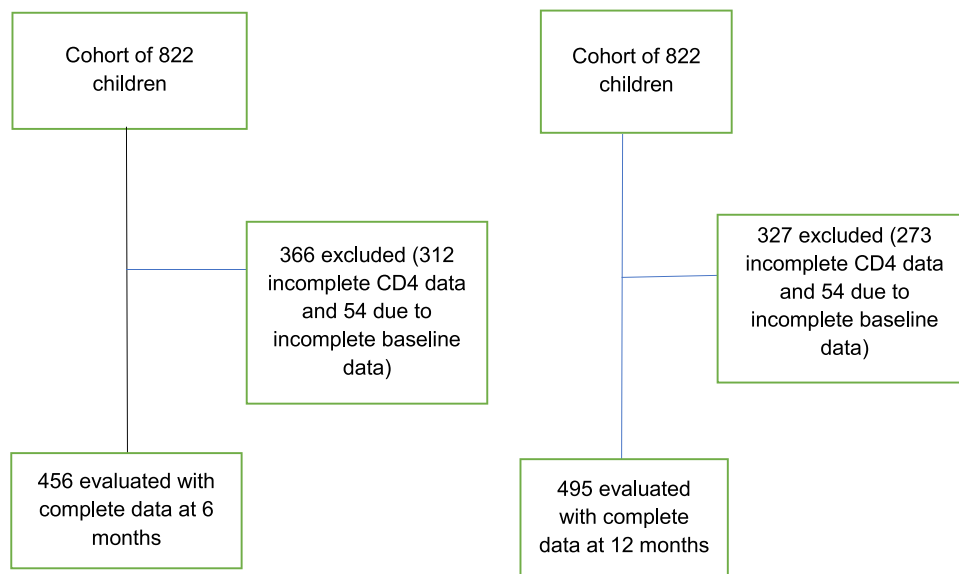 Cohort of 822
children
366 excluded (312
incomplete CD4 data
and 54 due to
incomplete baseline
data)
456 evaluated with
complete data at 6
months
Cohort of 822
children
327 excluded (273
incomplete CD4 data
and 54 due to
incomplete baseline
data)
495 evaluated
with complete
data at 12 months